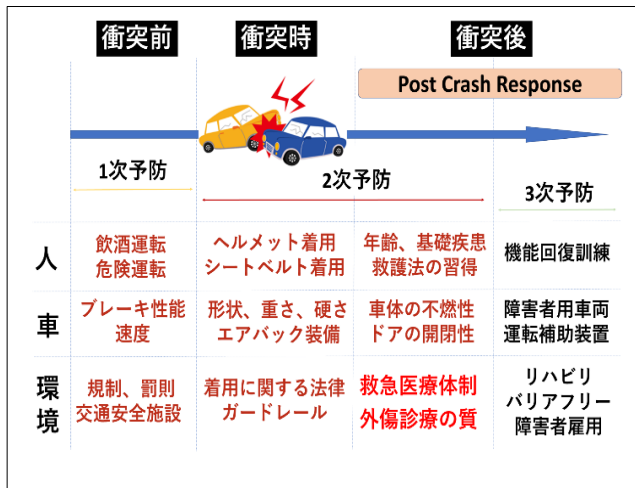 衝突前 衝突時 衝突後
Post Crash Response
1次予防 2次予防 3次予防
人
飲酒運転
危険運転
ヘルメット着用
シートベルト着用
年齢、基礎疾患
救護法の習得
機能回復訓練
車
ブレーキ性能
速度
形状、重さ、硬さ
エアバック装備
車体の不燃性
ドアの開閉性
障害者用車両
運転補助装置
環境
規制、罰則
交通安全施設
着用に関する法律
ガードレール
救急医療体制
外傷診療の質
リハビリ
バリアフリー
障害者雇用